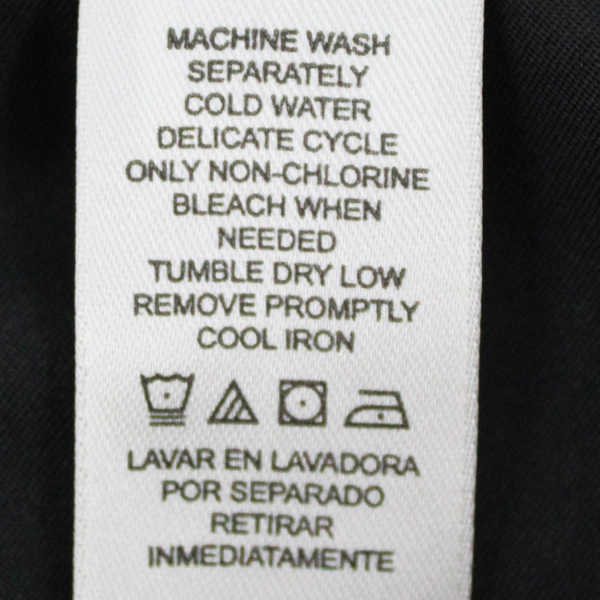 MACHINE WASH
SEPARATELY
COLD WATER
DELICATE CYCLE
ONLY NON-CHLORINE
BLEACH WHEN
NEEDED
TUMBLE DRY LOW
REMOVE PROMPTLY
COOL IRON
LAVAR EN LAVADORA
POR SEPARADO
RETIRAR
INMEDIATAMENTE